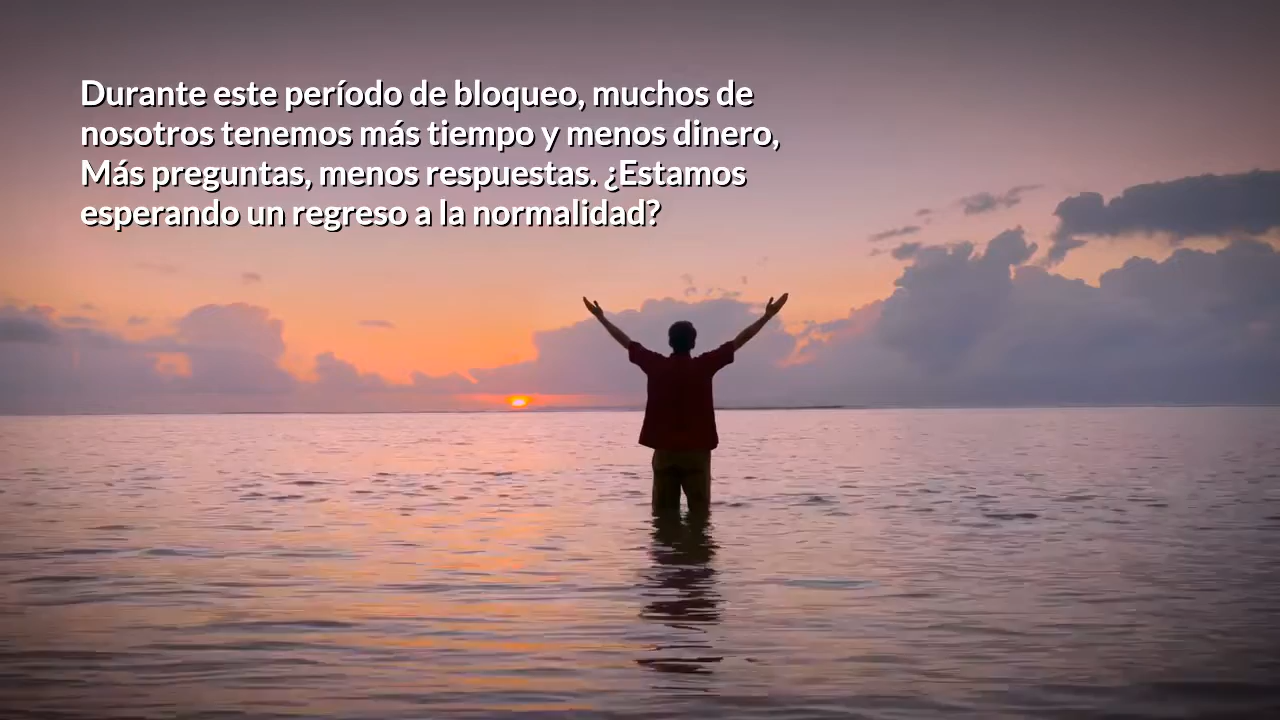 Durante este período de bloqueo, muchos de
nosotros tenemos más tiempo y menos dinero,
Más preguntas, menos respuestas. ¿Estamos
esperando un regreso a la normalidad?